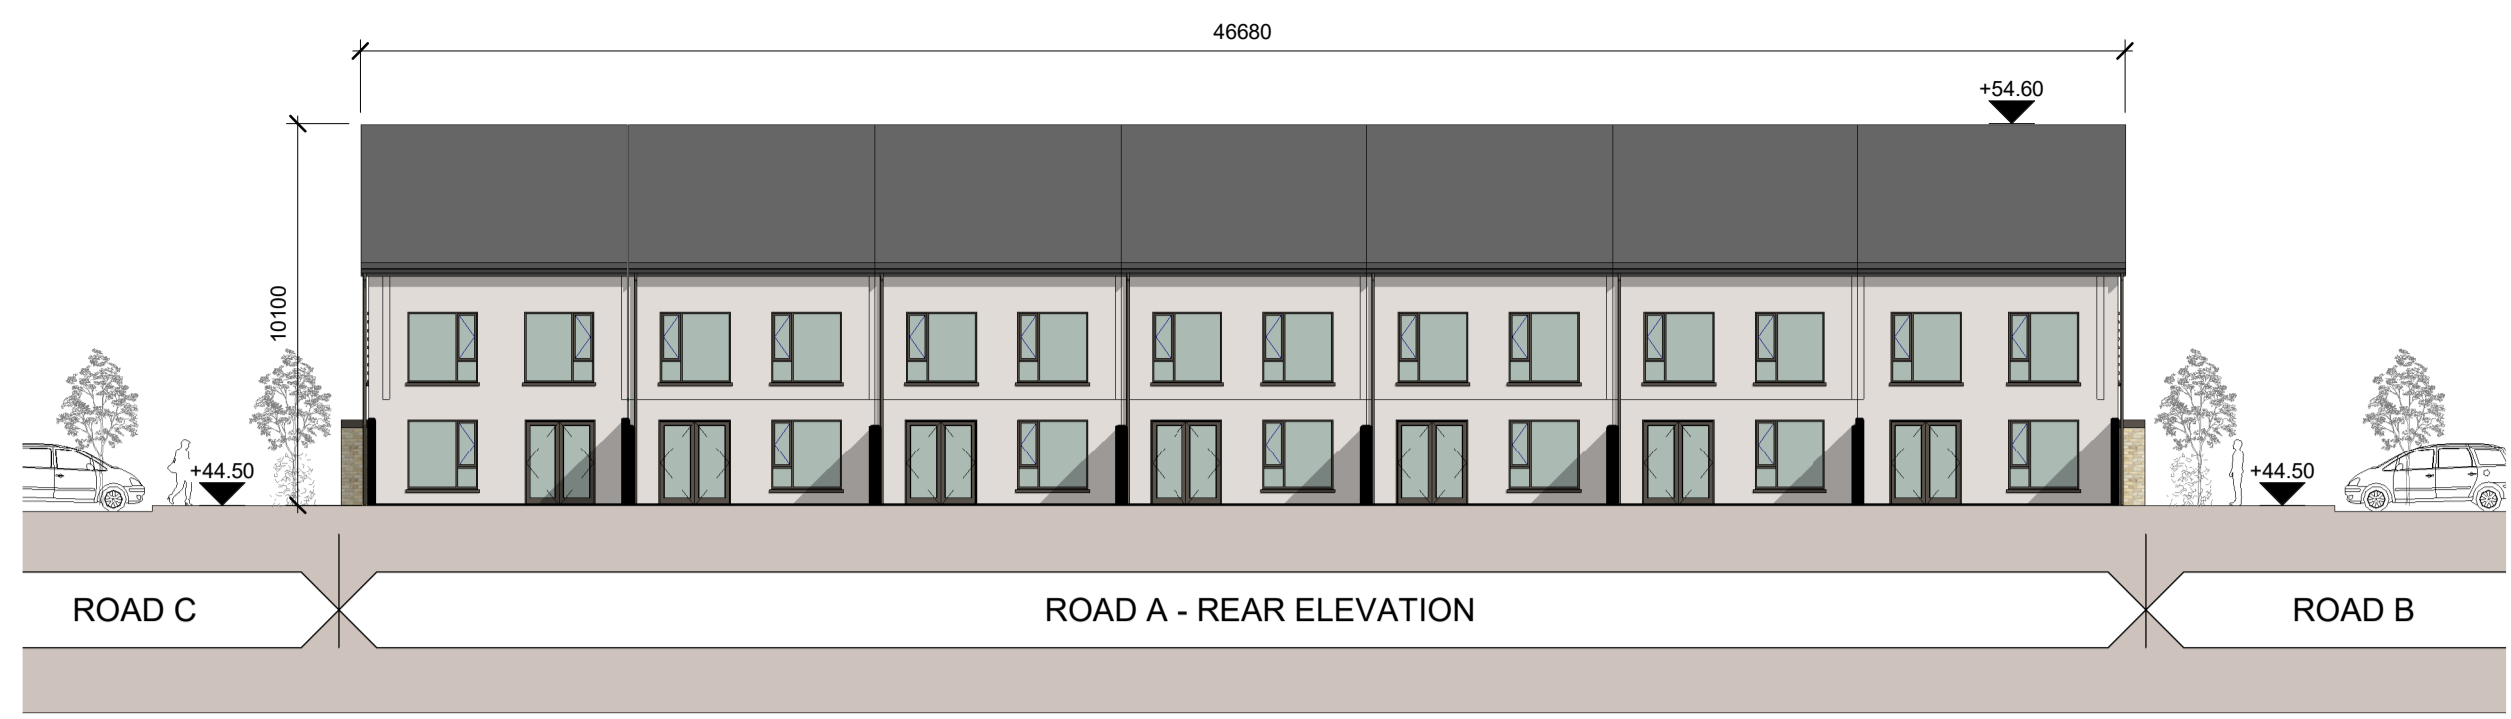 46680
+54.60
10100
+44.50
+44.50
ROAD C
ROAD A - REAR ELEVATION
ROAD B